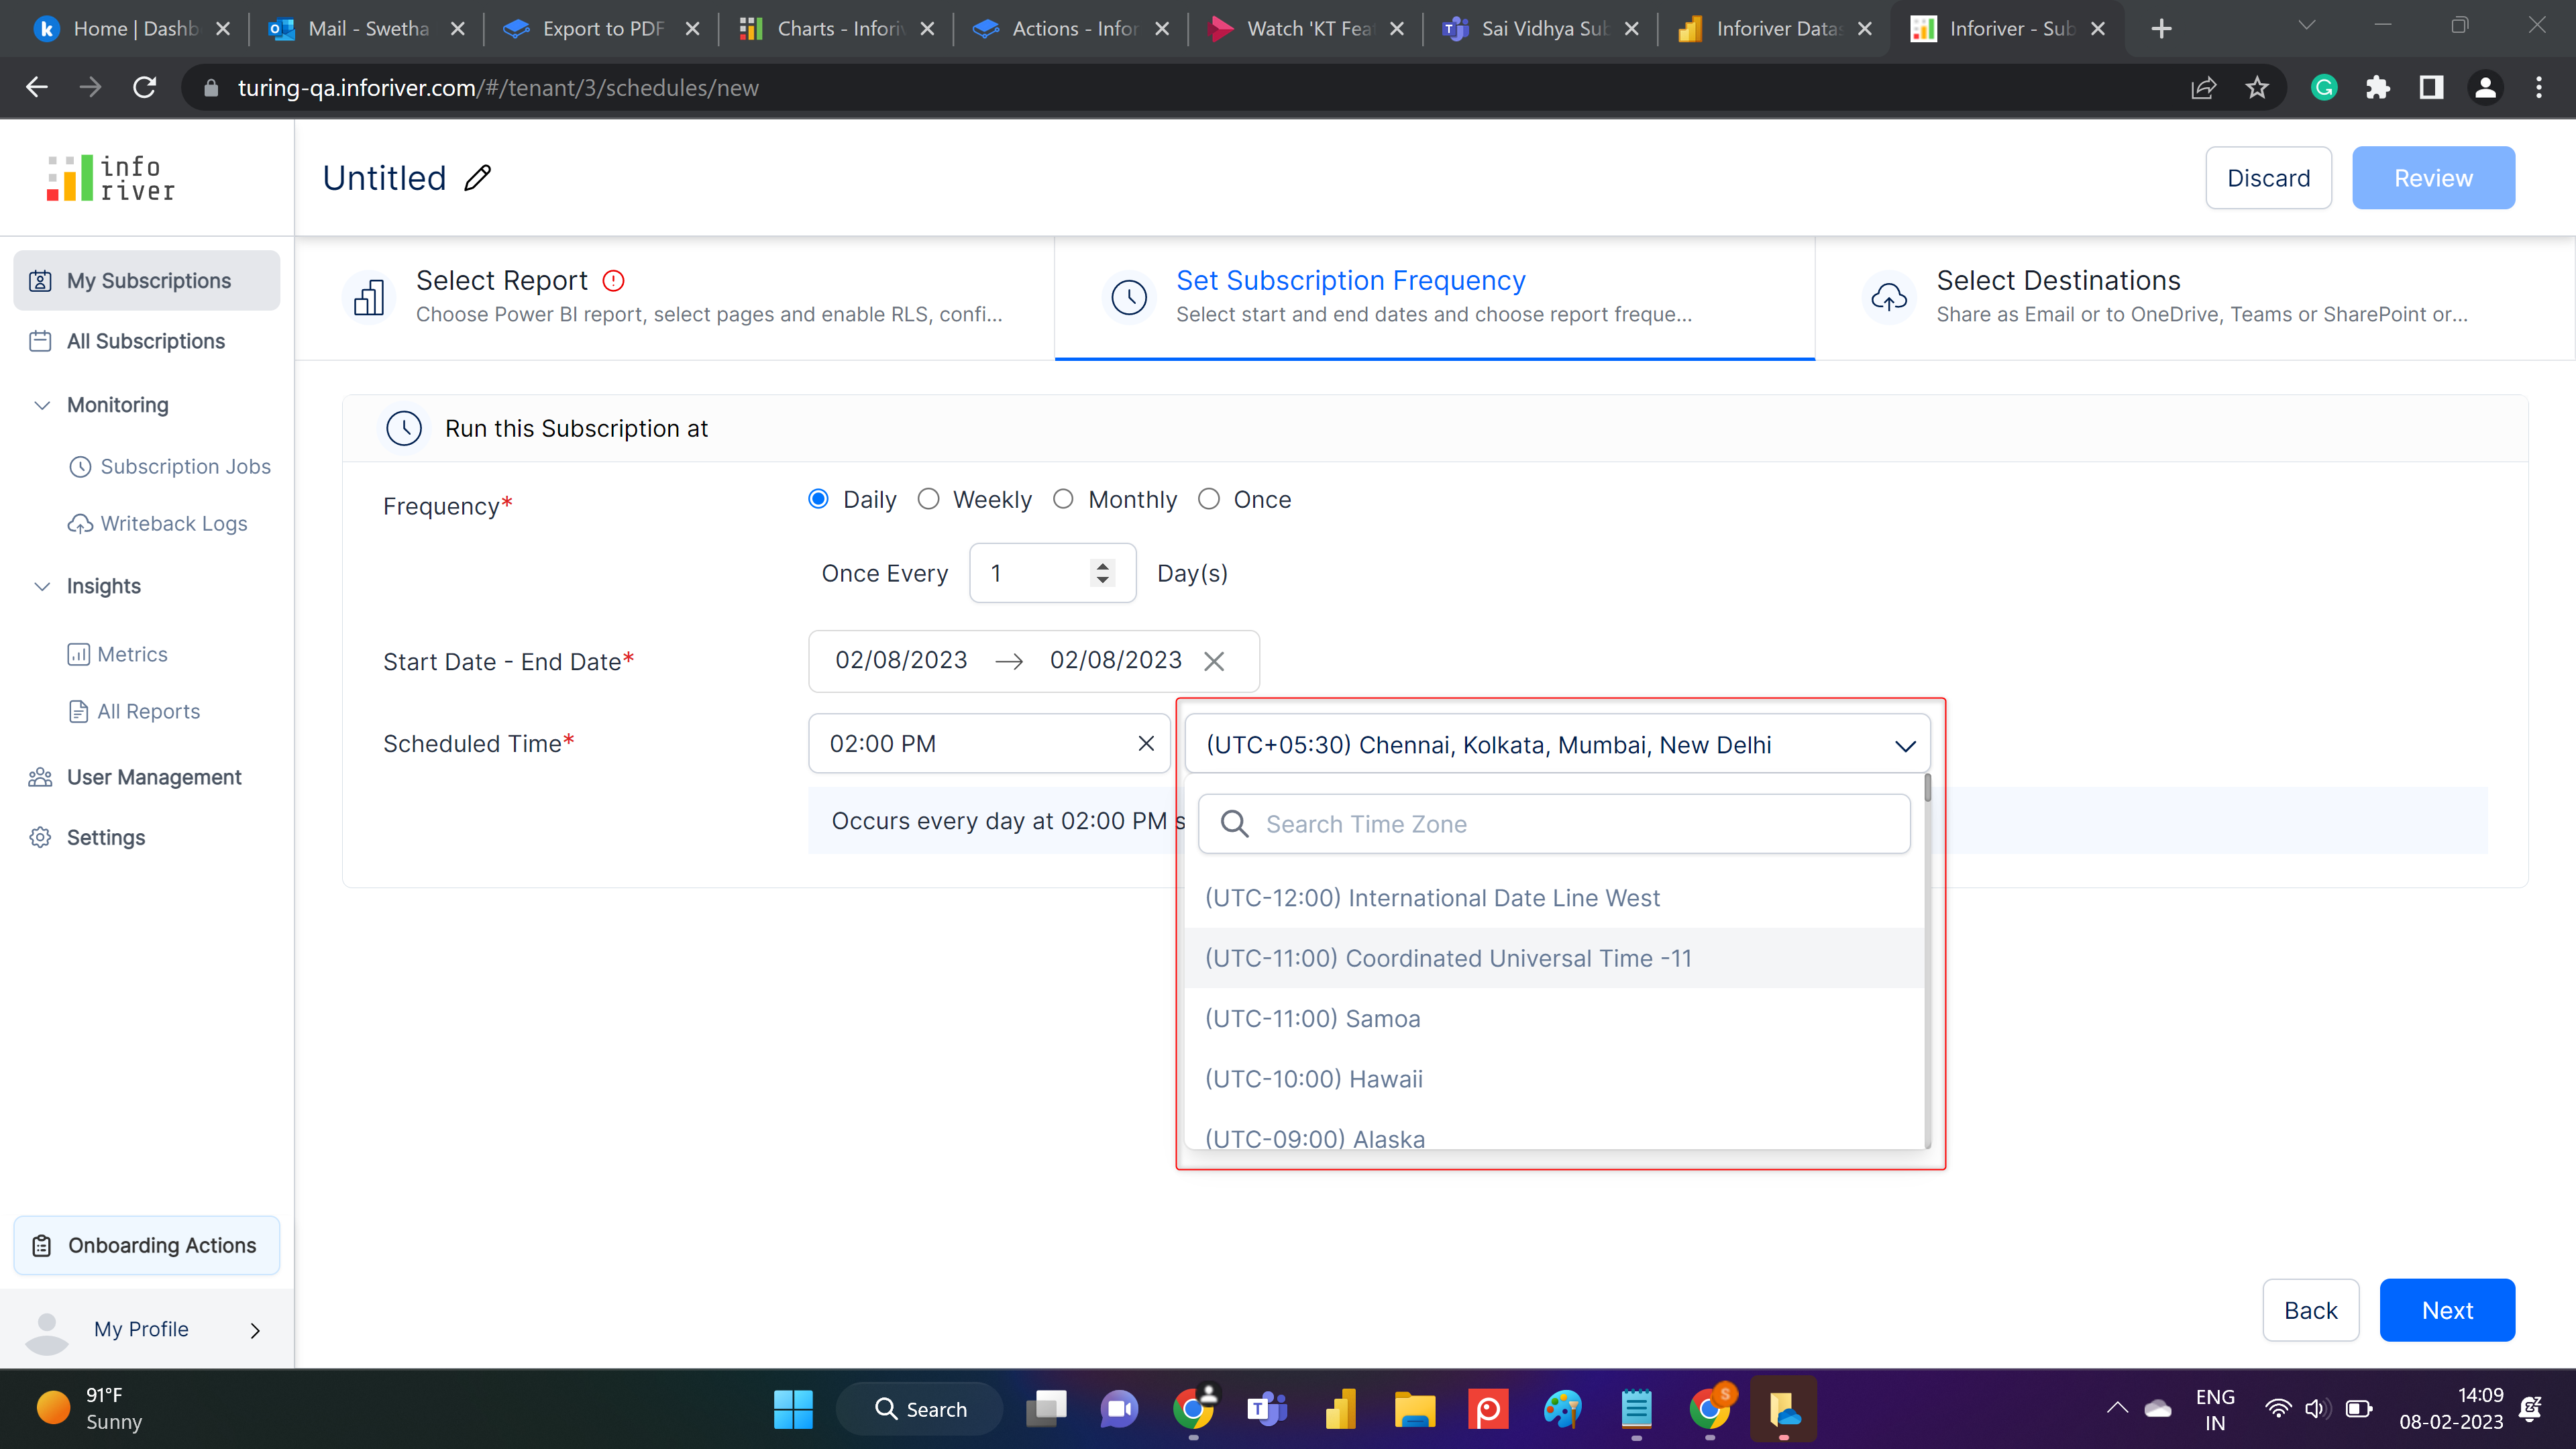 Home | Dashb
Mail - Swetha
Export to PDF
Charts - Inforiv
Actions - Infor
Watch 'KT Feat
Sai Vidhya Sub
Inforiver Datas
Inforiver - Sub
turing-qa.inforiver.com/#/tenant/3/schedules/new
info
river
Untitled
Discard
Review
My Subscriptions
All Subscriptions
Monitoring
Subscription Jobs
Writeback Logs
Insights
Metrics
All Reports
User Management
Settings
Onboarding Actions
My Profile
Select Report
Choose Power BI report, select pages and enable RLS, confi...
Set Subscription Frequency
Select start and end dates and choose report freque...
Select Destinations
Share as Email or to OneDrive, Teams or SharePoint or...
Run this Subscription at
Frequency*
Daily Weekly Monthly Once
Once Every 1 Day(s)
Start Date - End Date*
02/08/2023 → 02/08/2023
Scheduled Time*
02:00 PM
(UTC+05:30) Chennai, Kolkata, Mumbai, New Delhi
Occurs every day at 02:00 PM s
Search Time Zone
(UTC-12:00) International Date Line West
(UTC-11:00) Coordinated Universal Time -11
(UTC-11:00) Samoa
(UTC-10:00) Hawaii
(UTC-09:00) Alaska
Back
Next
91°F
Sunny
Search
ENG
IN
14:09
08-02-2023